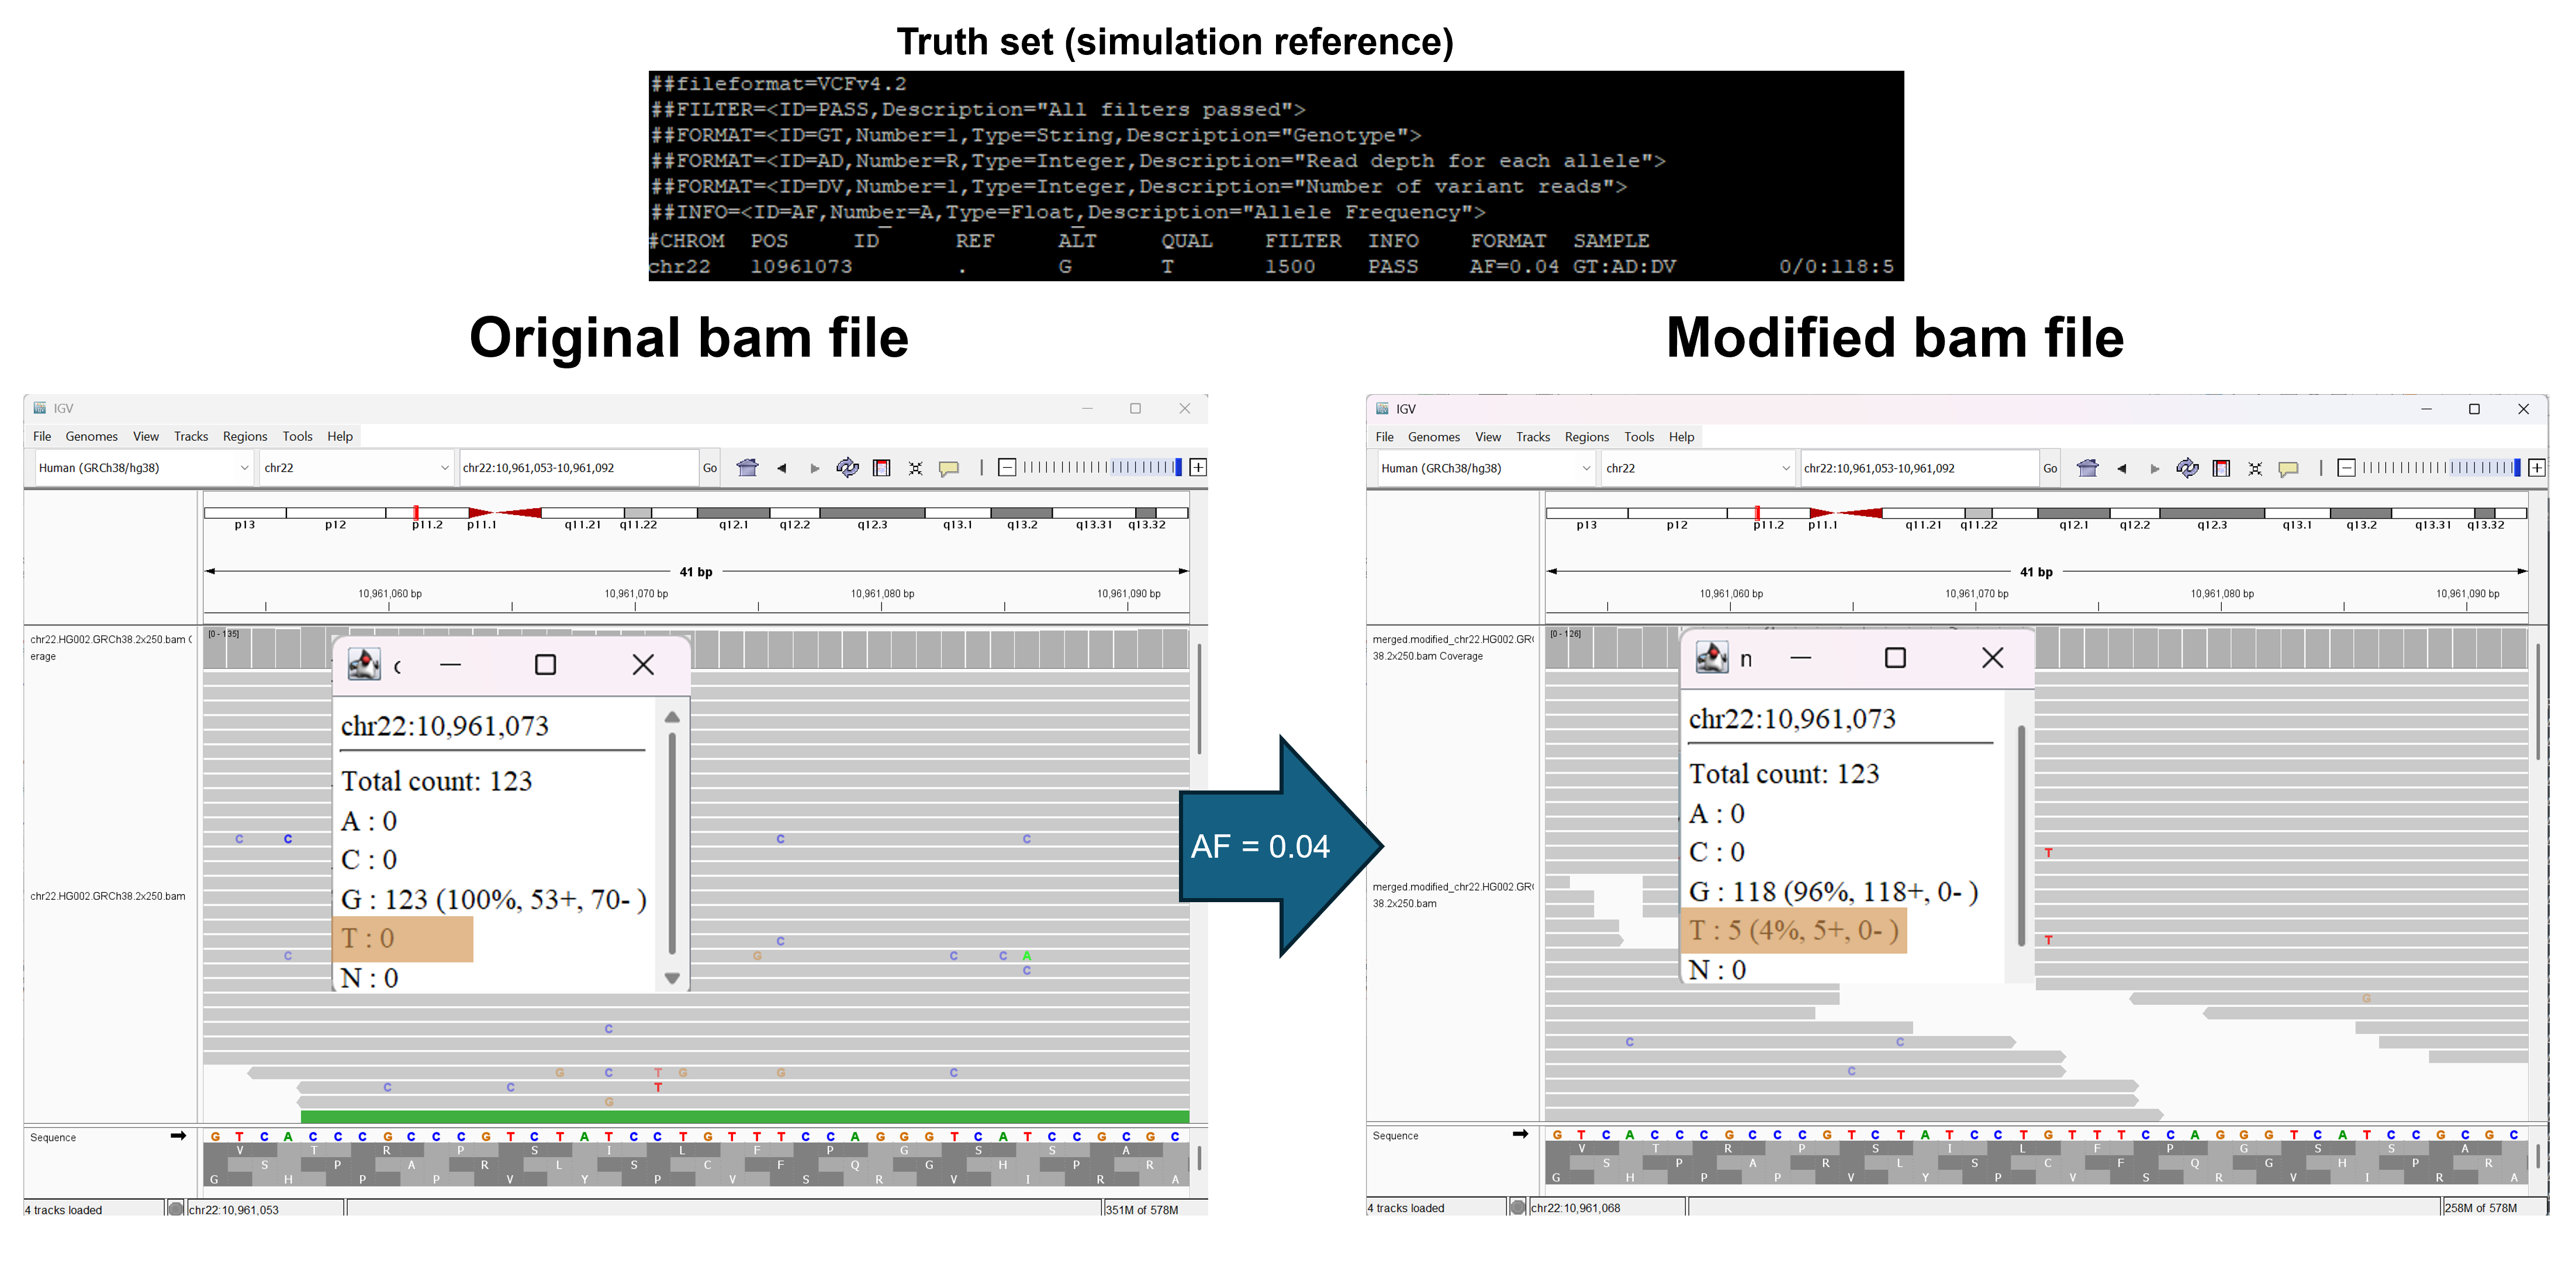 Truth set (simulation reference)
##fileformat=VCFv4.2
##FILTER=<ID=PASS,Description="All filters passed">
##FORMAT=<ID=GT,Number=1,Type=String,Description="Genotype">
##FORMAT=<ID=AD,Number=R,Type=Integer,Description="Read depth for each allele">
##FORMAT=<ID=DV,Number=1,Type=Integer,Description="Number of variant reads">
##INFO=<ID=AF,Number=A,Type=Float,Description="Allele Frequency">
#CHROM POS ID REF ALT QUAL FILTER INFO FORMAT SAMPLE
chr22 10961073 . G T 1500 PASS AF=0.04 GT:AD:DV 0/0:118:5
Original bam file
IGV
File Genomes View Tracks Regions Tools Help
Human (GRCh38/hg38) chr22 chr22:10,961,053-10,961,092 Go
p13 p12 p11.2 p11.1 q11.21 q11.22 q12.1 q12.2 q12.3 q13.1 q13.2 q13.31 q13.32
41 bp
10,961,060 bp 10,961,070 bp 10,961,080 bp 10,961,090 bp
chr22.HG002.GRCh38.2x250.bam C
erage
[0 - 135]
c
chr22:10,961,073
Total count: 123
A : 0
C : 0
G : 123 (100%, 53+, 70- )
T : 0
N : 0
C C C C
chr22.HG002.GRCh38.2x250.bam
C
C G C C A
C
C
G C T G G C
C C T
G
Sequence
G T C A C C C G C C C G T C T A T C C T G T T T C C A G G G T C A T C C G C G C
V T R P S I L F P G S S A
S P A R L S C F Q G H P R
G H P P V Y P V S R V I R A
4 tracks loaded chr22:10,961,053 351M of 578M
AF = 0.04
Modified bam file
IGV
File Genomes View Tracks Regions Tools Help
Human (GRCh38/hg38) chr22 chr22:10,961,053-10,961,092 Go
p13 p12 p11.2 p11.1 q11.21 q11.22 q12.1 q12.2 q12.3 q13.1 q13.2 q13.31 q13.32
41 bp
10,961,060 bp 10,961,070 bp 10,961,080 bp 10,961,090 bp
merged.modified_chr22.HG002.GR
38.2x250.bam Coverage
[0 - 126]
n
chr22:10,961,073
Total count: 123
A : 0
C : 0
G : 118 (96%, 118+, 0- )
T : 5 (4%, 5+, 0- )
N : 0
T
merged.modified_chr22.HG002.GR
38.2x250.bam
T
G
C C
C
Sequence
G T C A C C C G C C C G T C T A T C C T G T T T C C A G G G T C A T C C G C G C
V T R P S I L F P G S S A
S P A R L S C F Q G H P R
G H P P V Y P V S R V I R A
4 tracks loaded chr22:10,961,068 258M of 578M